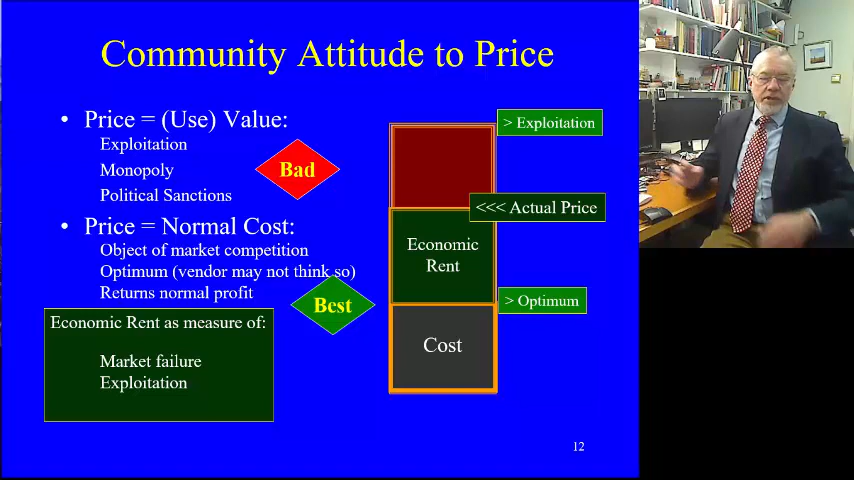 Community Attitude to Price
• Price = (Use) Value:
Exploitation
Monopoly
Political Sanctions
Bad
• Price = Normal Cost:
Object of market competition
Optimum (vendor may not think so)
Returns normal profit
Best
Economic Rent as measure of:
Market failure
Exploitation
> Exploitation
<<< Actual Price
Economic
Rent
> Optimum
Cost
12